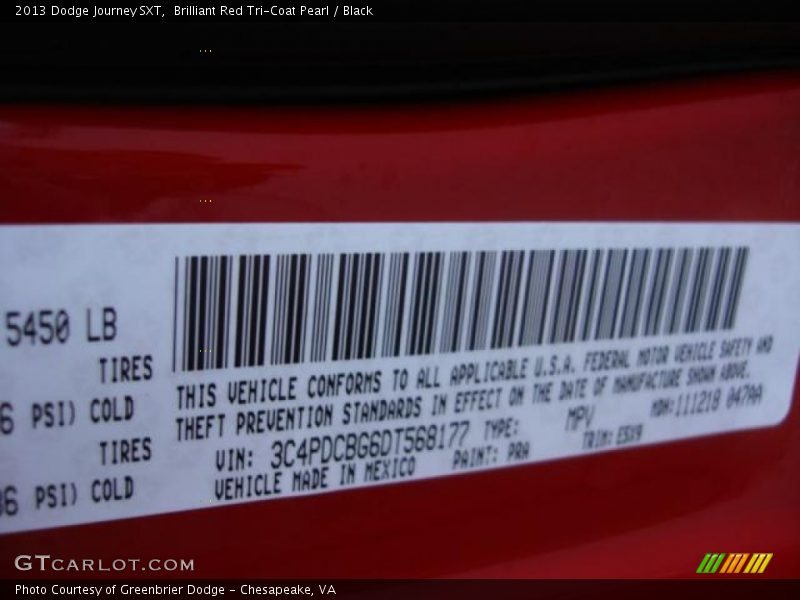 2013 Dodge Journey SXT,  Brilliant Red Tri-Coat Pearl / Black
5450 LB
TIRES
6 PSI) COLD
TIRES
36 PSI) COLD
THIS VEHICLE CONFORMS TO ALL APPLICABLE U.S.A. FEDERAL MOTOR VEHICLE SAFETY AND
THEFT PREVENTION STANDARDS IN EFFECT ON THE DATE OF MANUFACTURE SHOWN ABOVE.
VIN: 3C4PDCBG6DT568177 TYPE: MPV MDH:111218 047AA
VEHICLE MADE IN MEXICO PAINT: PRA TRIM:
GTCARLOT.COM
Photo Courtesy of Greenbrier Dodge - Chesapeake, VA